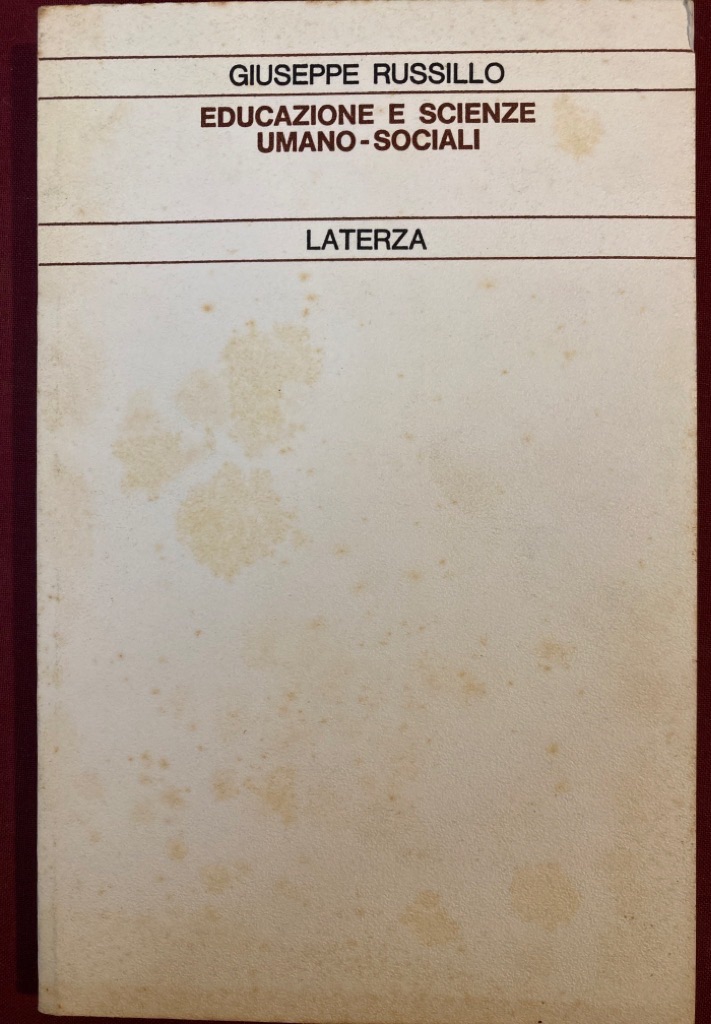 GIUSEPPE RUSSILLO
EDUCAZIONE E SCIENZE
UMANO-SOCIALI
LATERZA